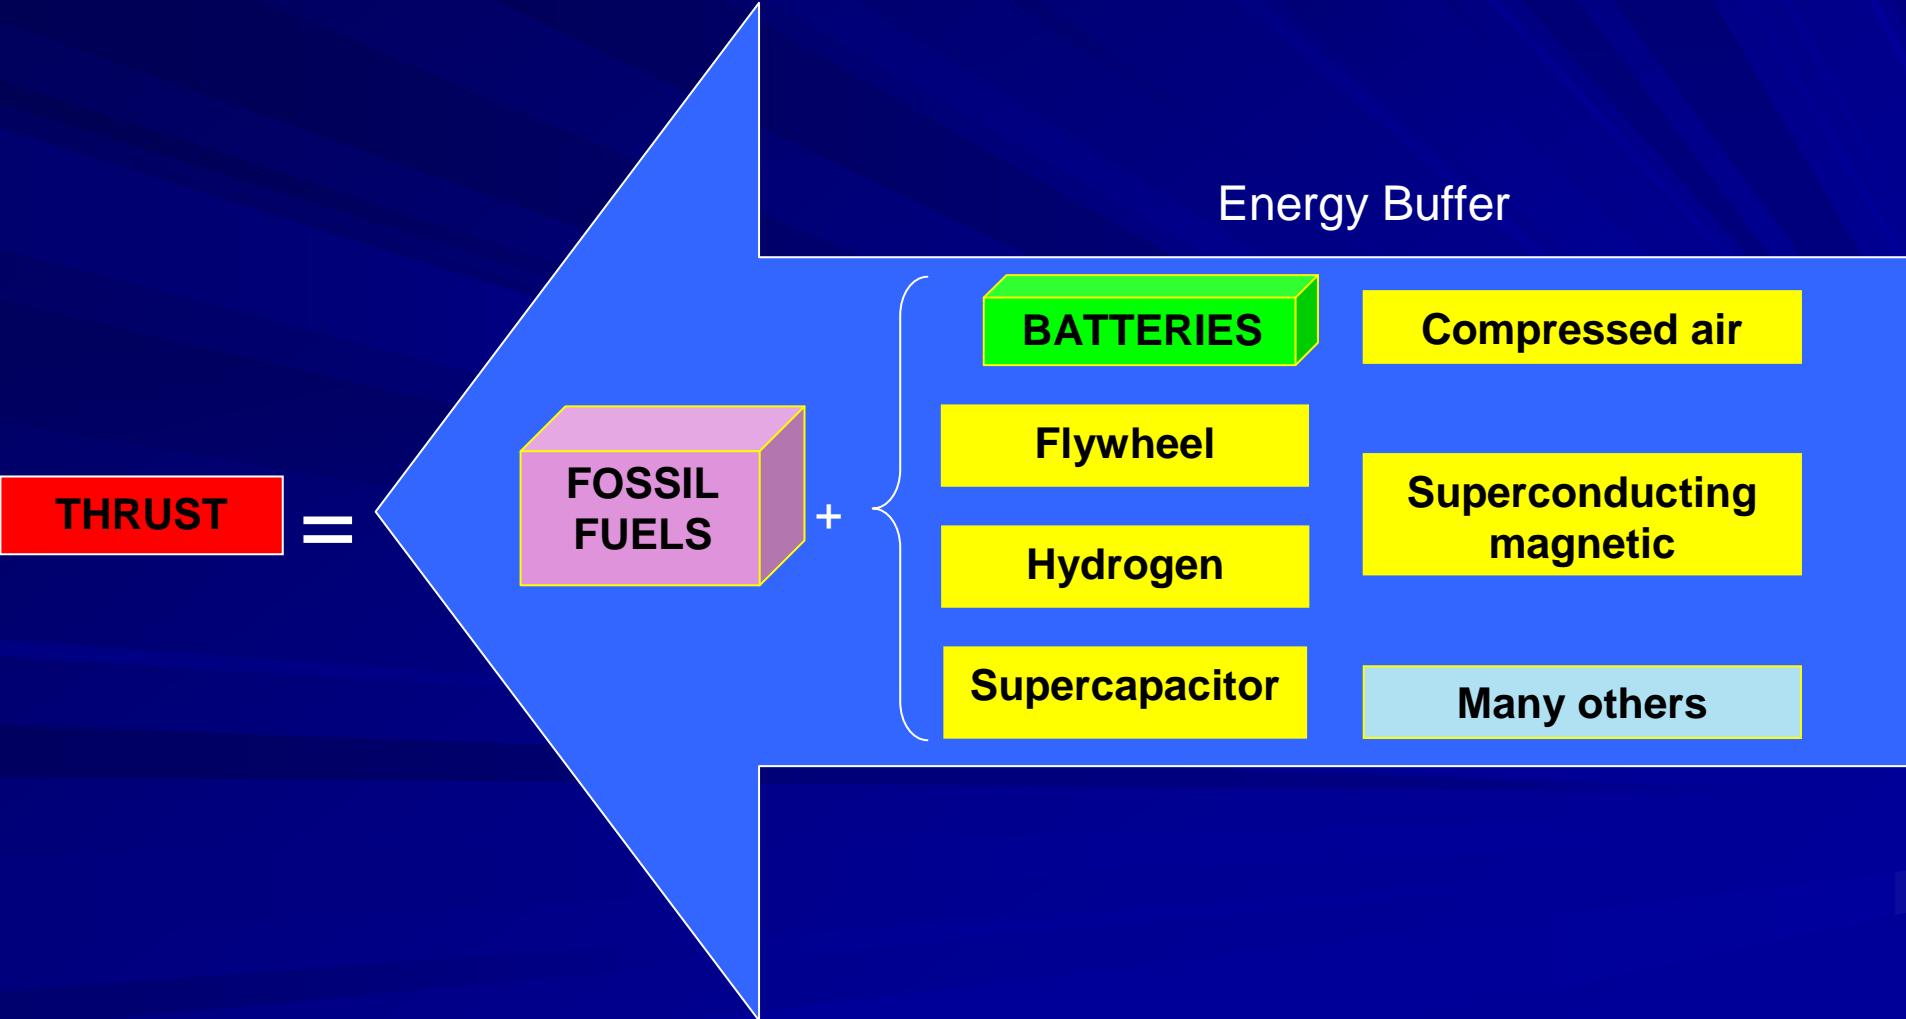 Energy Buffer
THRUST
=
FOSSIL
FUELS
+
BATTERIES
Flywheel
Hydrogen
Supercapacitor
Compressed air
Superconducting
magnetic
Many others